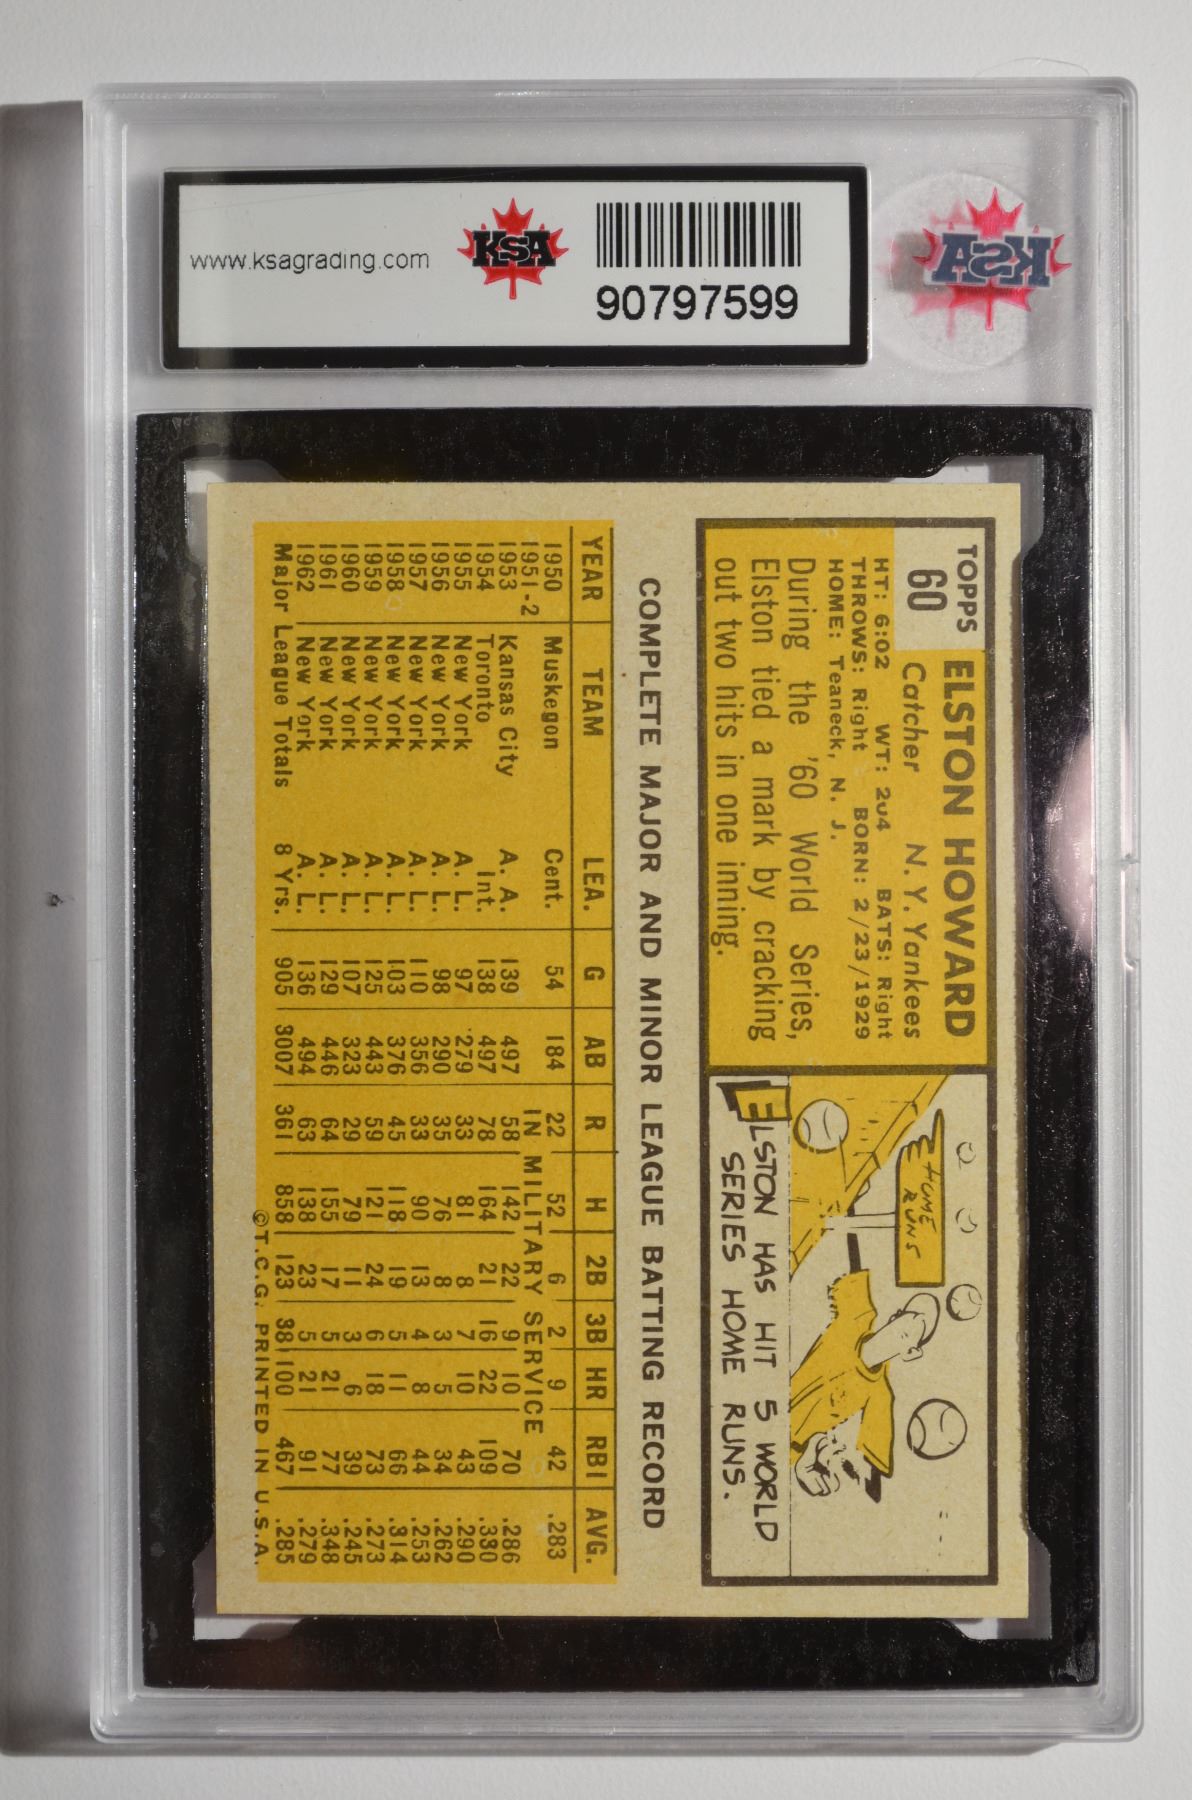 www.ksagrading.com
KSA
90797599
KSA
TOPPS
60
ELSTON HOWARD
Catcher N. Y. Yankees
HT: 6:02 WT: 204 BATS: Right
THROWS: Right BORN: 2/23/1929
HOME: Teaneck, N. J.
During the '60 World Series,
Elston tied a mark by cracking
out two hits in one inning.
HOME
RUNS
ELSTON HAS HIT 5 WORLD
SERIES HOME RUNS.
COMPLETE MAJOR AND MINOR LEAGUE BATTING RECORD
YEAR TEAM LEA. G AB R H 2B 3B HR RBI AVG.
1950 Muskegon Cent. 54 184 22 52 6 2 9 42 .283
1951-2 IN MILITARY SERVICE
1953 Kansas City A. A. 139 497 58 142 22 9 10 70 .286
1954 Toronto Int. 138 497 78 164 21 16 22 109 .330
1955 New York A. L. 97 279 33 81 8 7 10 43 .290
1956 New York A. L. 98 290 35 76 8 3 5 34 .262
1957 New York A. L. 110 356 33 90 13 4 8 44 .253
1958 New York A. L. 103 376 45 118 19 5 11 66 .314
1959 New York A. L. 125 443 59 121 24 6 18 73 .273
1960 New York A. L. 107 323 29 79 11 3 6 39 .245
1961 New York A. L. 129 446 64 155 17 5 21 77 .348
1962 New York A. L. 136 494 63 138 23 5 21 91 .279
Major League Totals 8 Yrs. 905 3007 361 858 123 38 100 467 .285
©T.C.G. PRINTED IN U.S.A.